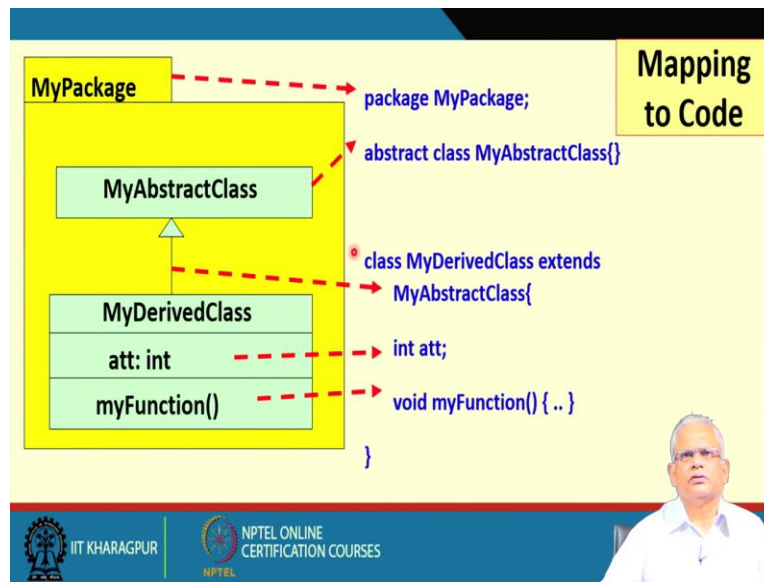 Mapping
to Code
MyPackage
package MyPackage;
abstract class MyAbstractClass{}
MyAbstractClass
class MyDerivedClass extends
MyAbstractClass{
MyDerivedClass
att: int
int att;
myFunction()
void myFunction() { .. }
}
IIT KHARAGPUR
NPTEL
NPTEL ONLINE
CERTIFICATION COURSES